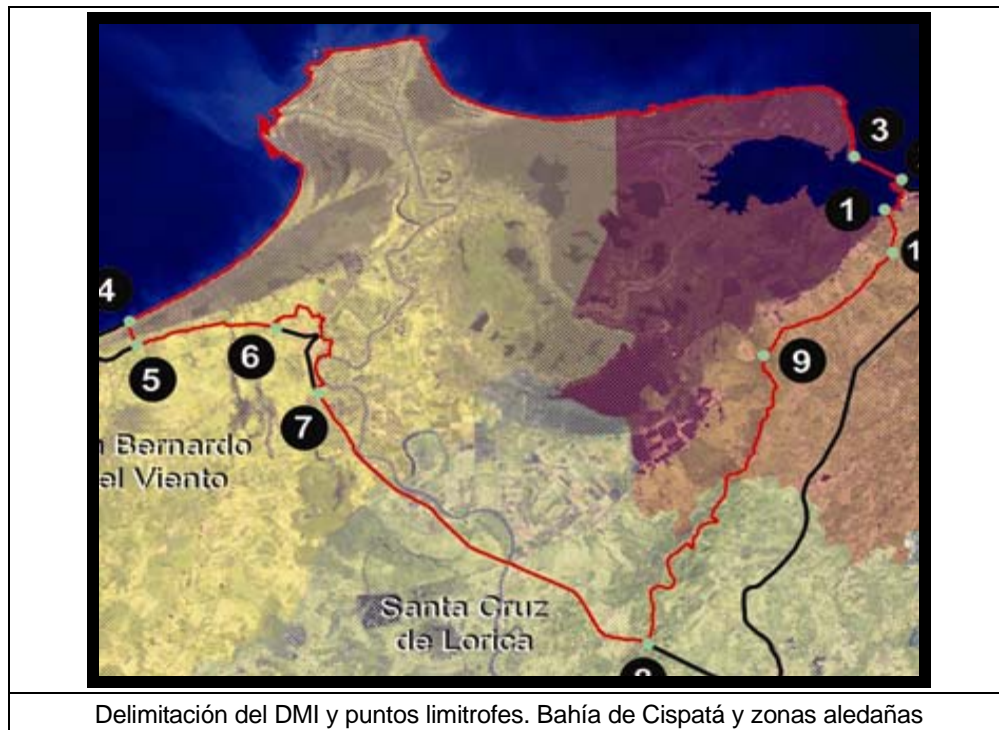 3
1
1
4
6
9
5
7
Bernardo
el Viento
Santa Cruz
de Lorica
8
Delimitación del DMI y puntos limitrofes. Bahía de Cispatá y zonas aledañas